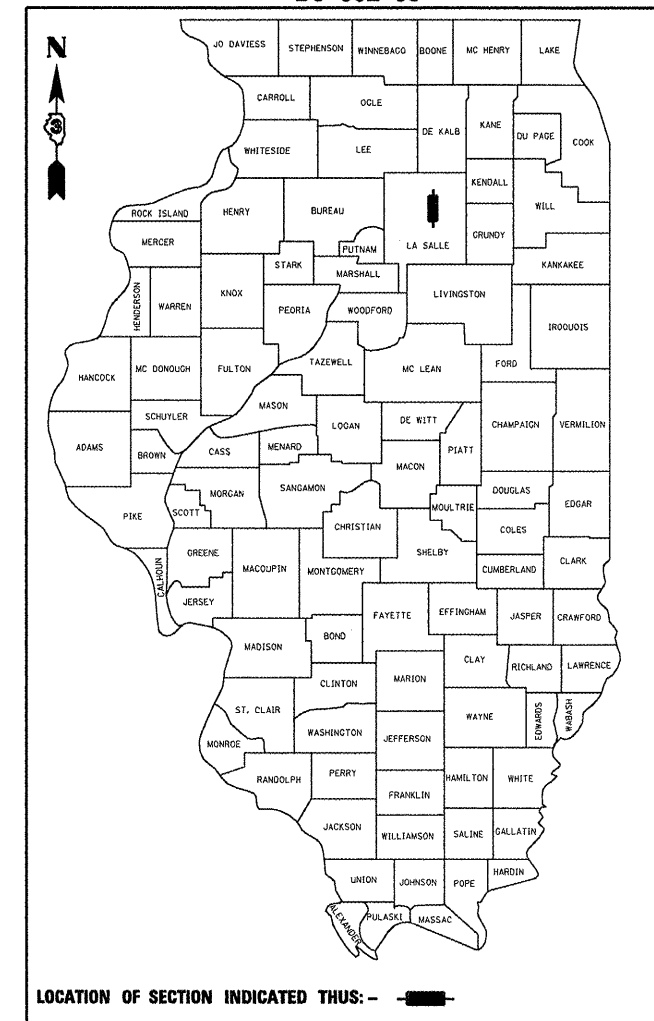 N
3
JO DAVIESS
STEPHENSON
WINNEBAGO
BOONE
MC HENRY
LAKE
CARROLL
OGLE
DE KALB
KANE
DU PAGE
COOK
WHITESIDE
LEE
KENDALL
WILL
ROCK ISLAND
HENRY
BUREAU
LA SALLE
GRUNDY
MERCER
PUTNAM
STARK
MARSHALL
KANKAKEE
HENDERSON
WARREN
KNOX
PEORIA
WOODFORD
LIVINGSTON
IROQUOIS
HANCOCK
MC DONOUGH
FULTON
TAZEWELL
MC LEAN
FORD
SCHUYLER
MASON
LOGAN
DE WITT
CHAMPAIGN
VERMILION
ADAMS
BROWN
CASS
MENARD
PIATT
MACON
PIKE
SCOTT
MORGAN
SANGAMON
CHRISTIAN
MOULTRIE
DOUGLAS
EDGAR
COLES
CALHOUN
GREENE
MACOUPIN
MONTGOMERY
SHELBY
CUMBERLAND
CLARK
JERSEY
FAYETTE
EFFINGHAM
JASPER
CRAWFORD
MADISON
BOND
CLAY
RICHLAND
LAWRENCE
CLINTON
MARION
ST. CLAIR
WAYNE
EDWARDS
WABASH
MONROE
WASHINGTON
JEFFERSON
RANDOLPH
PERRY
HAMILTON
WHITE
FRANKLIN
JACKSON
WILLIAMSON
SALINE
GALLATIN
UNION
JOHNSON
POPE
HARDIN
ALEXANDER
PULASKI
MASSAC
LOCATION OF SECTION INDICATED THUS:-